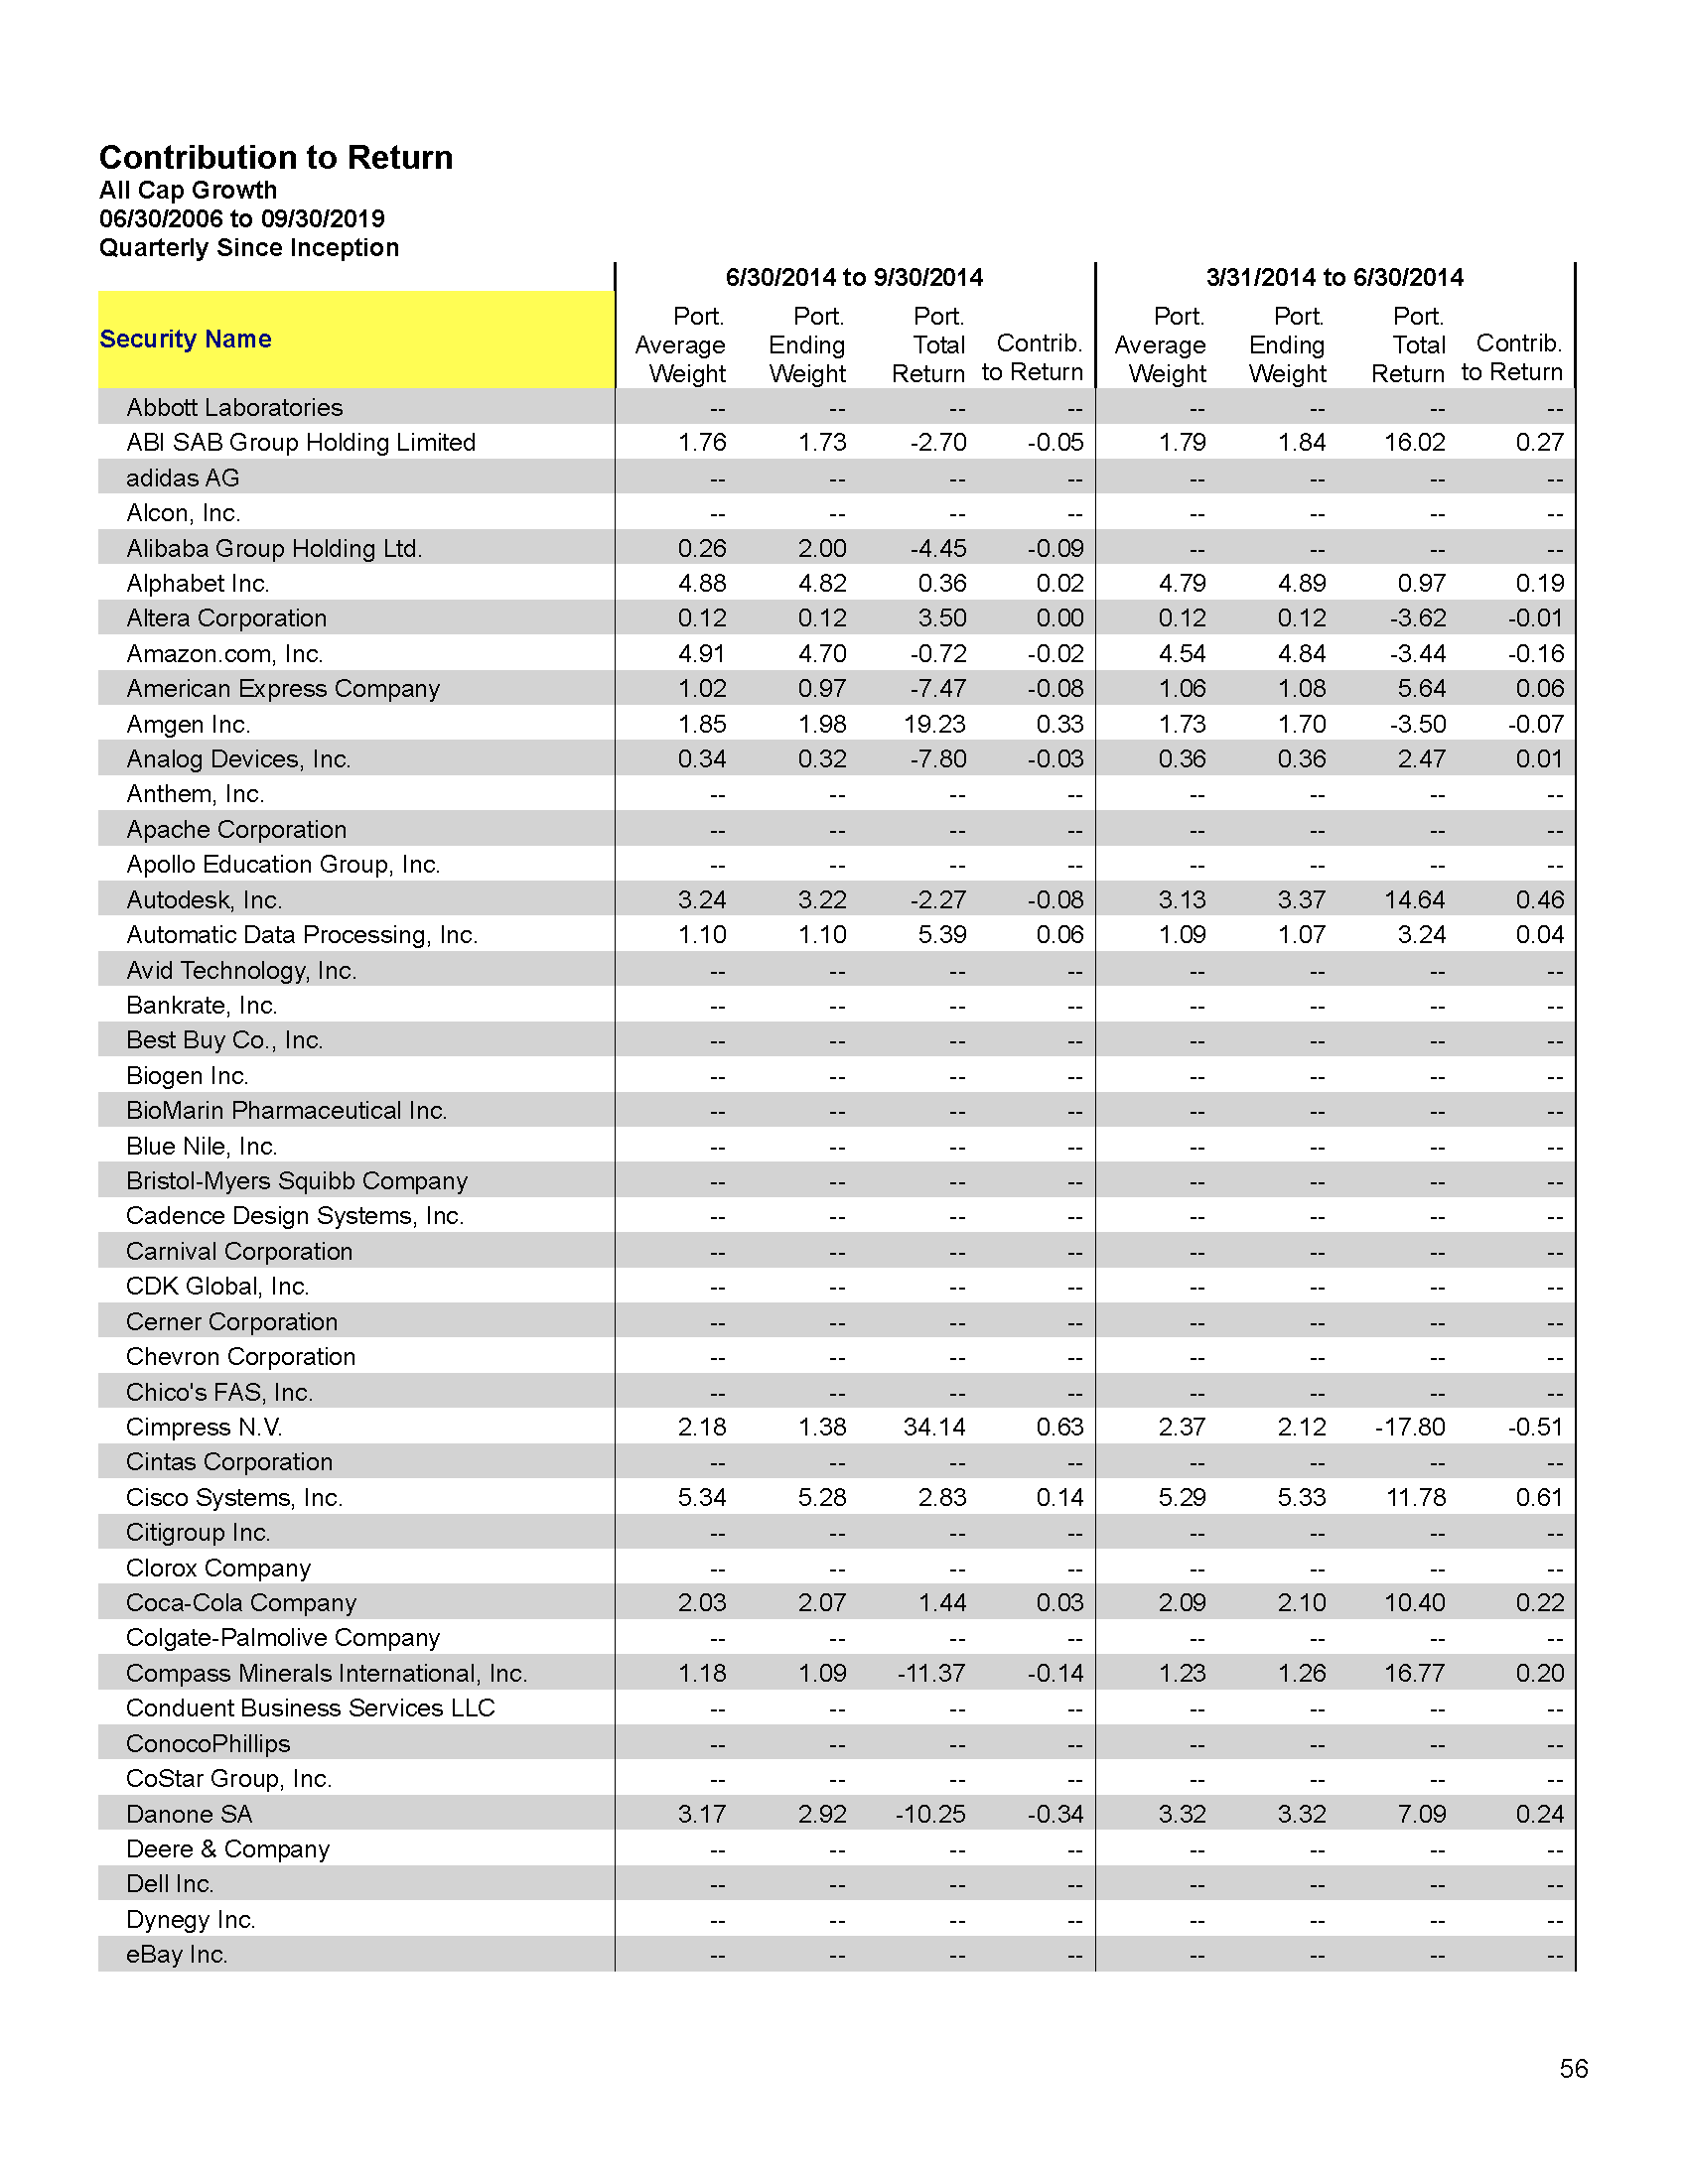 Contribution to Return
All Cap Growth
06/30/2006 to 09/30/2019
Quarterly Since Inception
6/30/2014 to 9/30/2014 3/31/2014 to 6/30/2014
Security Name Port. Average Weight Port. Ending Weight Port. Total Return Contrib. to Return Port. Average Weight Port. Ending Weight Port. Total Return Contrib. to Return
Abbott Laboratories -- -- -- -- -- -- -- --
ABI SAB Group Holding Limited 1.76 1.73 -2.70 -0.05 1.79 1.84 16.02 0.27
adidas AG -- -- -- -- -- -- -- --
Alcon, Inc. -- -- -- -- -- -- -- --
Alibaba Group Holding Ltd. 0.26 2.00 -4.45 -0.09 -- -- -- --
Alphabet Inc. 4.88 4.82 0.36 0.02 4.79 4.89 0.97 0.19
Altera Corporation 0.12 0.12 3.50 0.00 0.12 0.12 -3.62 -0.01
Amazon.com, Inc. 4.91 4.70 -0.72 -0.02 4.54 4.84 -3.44 -0.16
American Express Company 1.02 0.97 -7.47 -0.08 1.06 1.08 5.64 0.06
Amgen Inc. 1.85 1.98 19.23 0.33 1.73 1.70 -3.50 -0.07
Analog Devices, Inc. 0.34 0.32 -7.80 -0.03 0.36 0.36 2.47 0.01
Anthem, Inc. -- -- -- -- -- -- -- --
Apache Corporation -- -- -- -- -- -- -- --
Apollo Education Group, Inc. -- -- -- -- -- -- -- --
Autodesk, Inc. 3.24 3.22 -2.27 -0.08 3.13 3.37 14.64 0.46
Automatic Data Processing, Inc. 1.10 1.10 5.39 0.06 1.09 1.07 3.24 0.04
Avid Technology, Inc. -- -- -- -- -- -- -- --
Bankrate, Inc. -- -- -- -- -- -- -- --
Best Buy Co., Inc. -- -- -- -- -- -- -- --
Biogen Inc. -- -- -- -- -- -- -- --
BioMarin Pharmaceutical Inc. -- -- -- -- -- -- -- --
Blue Nile, Inc. -- -- -- -- -- -- -- --
Bristol-Myers Squibb Company -- -- -- -- -- -- -- --
Cadence Design Systems, Inc. -- -- -- -- -- -- -- --
Carnival Corporation -- -- -- -- -- -- -- --
CDK Global, Inc. -- -- -- -- -- -- -- --
Cerner Corporation -- -- -- -- -- -- -- --
Chevron Corporation -- -- -- -- -- -- -- --
Chico's FAS, Inc. -- -- -- -- -- -- -- --
Cimpress N.V. 2.18 1.38 34.14 0.63 2.37 2.12 -17.80 -0.51
Cintas Corporation -- -- -- -- -- -- -- --
Cisco Systems, Inc. 5.34 5.28 2.83 0.14 5.29 5.33 11.78 0.61
Citigroup Inc. -- -- -- -- -- -- -- --
Clorox Company -- -- -- -- -- -- -- --
Coca-Cola Company 2.03 2.07 1.44 0.03 2.09 2.10 10.40 0.22
Colgate-Palmolive Company -- -- -- -- -- -- -- --
Compass Minerals International, Inc. 1.18 1.09 -11.37 -0.14 1.23 1.26 16.77 0.20
Conduent Business Services LLC -- -- -- -- -- -- -- --
ConocoPhillips -- -- -- -- -- -- -- --
CoStar Group, Inc. -- -- -- -- -- -- -- --
Danone SA 3.17 2.92 -10.25 -0.34 3.32 3.32 7.09 0.24
Deere & Company -- -- -- -- -- -- -- --
Dell Inc. -- -- -- -- -- -- -- --
Dynegy Inc. -- -- -- -- -- -- -- --
eBay Inc. -- -- -- -- -- -- -- --
56